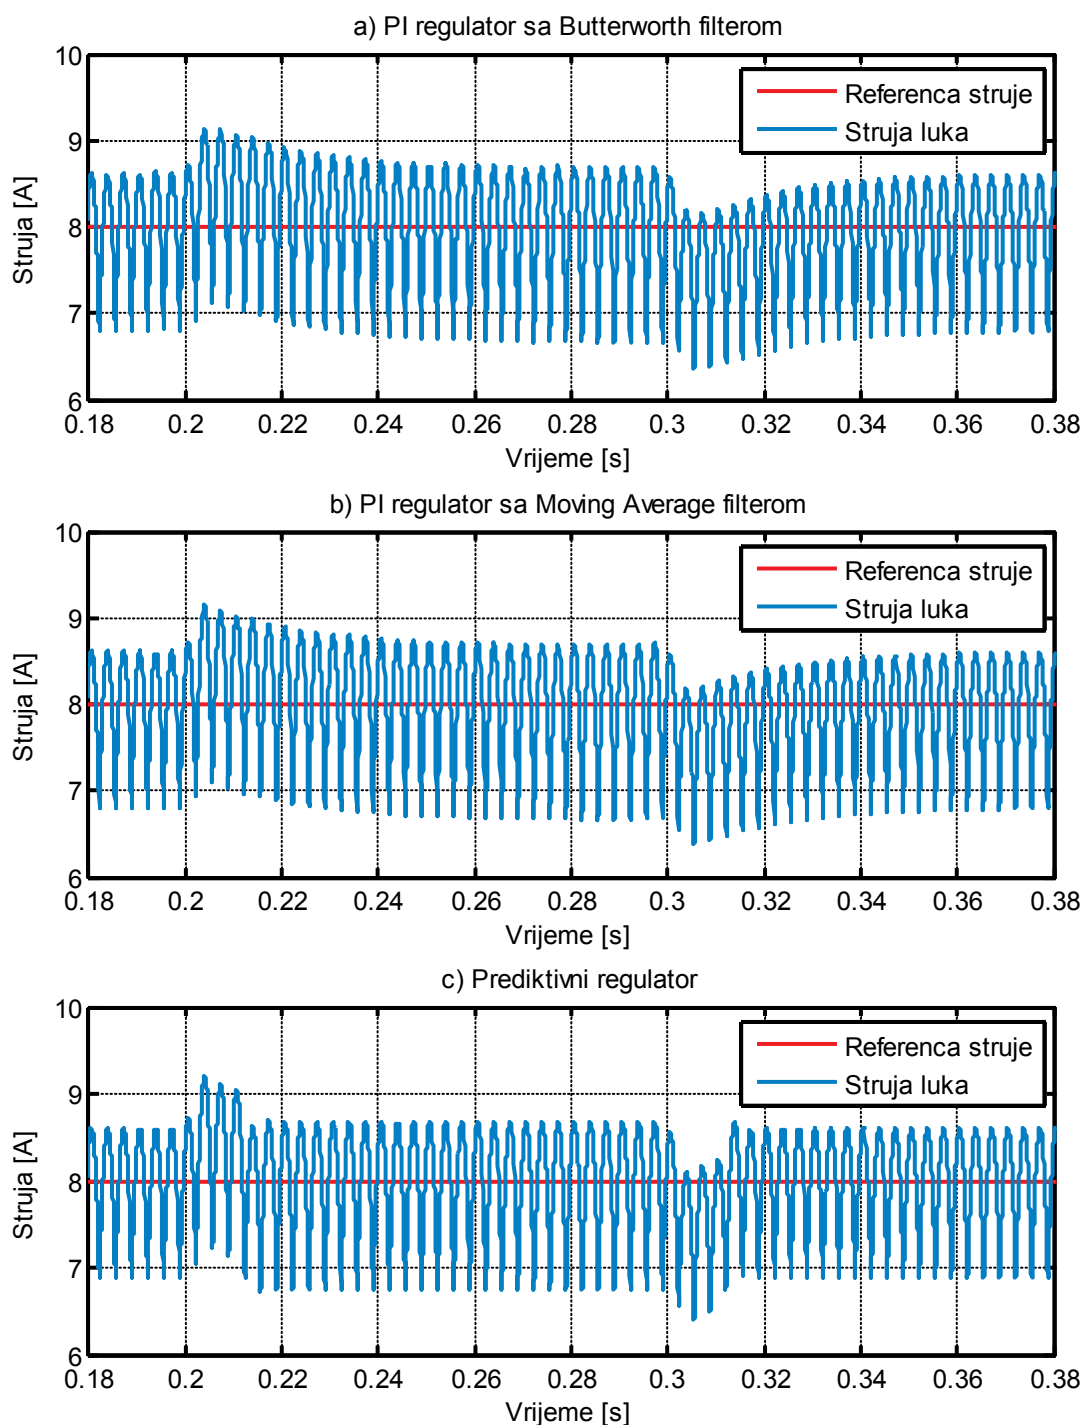 a) PI regulator sa Butterworth filterom
Struja [A]
10
9
8
7
6
Referenca struje
Struja luka
0.18 0.2 0.22 0.24 0.26 0.28 0.3 0.32 0.34 0.36 0.38
Vrijeme [s]
b) PI regulator sa Moving Average filterom
Struja [A]
10
9
8
7
6
Referenca struje
Struja luka
0.18 0.2 0.22 0.24 0.26 0.28 0.3 0.32 0.34 0.36 0.38
Vrijeme [s]
c) Prediktivni regulator
Struja [A]
10
9
8
7
6
Referenca struje
Struja luka
0.18 0.2 0.22 0.24 0.26 0.28 0.3 0.32 0.34 0.36 0.38
Vrijeme [s]